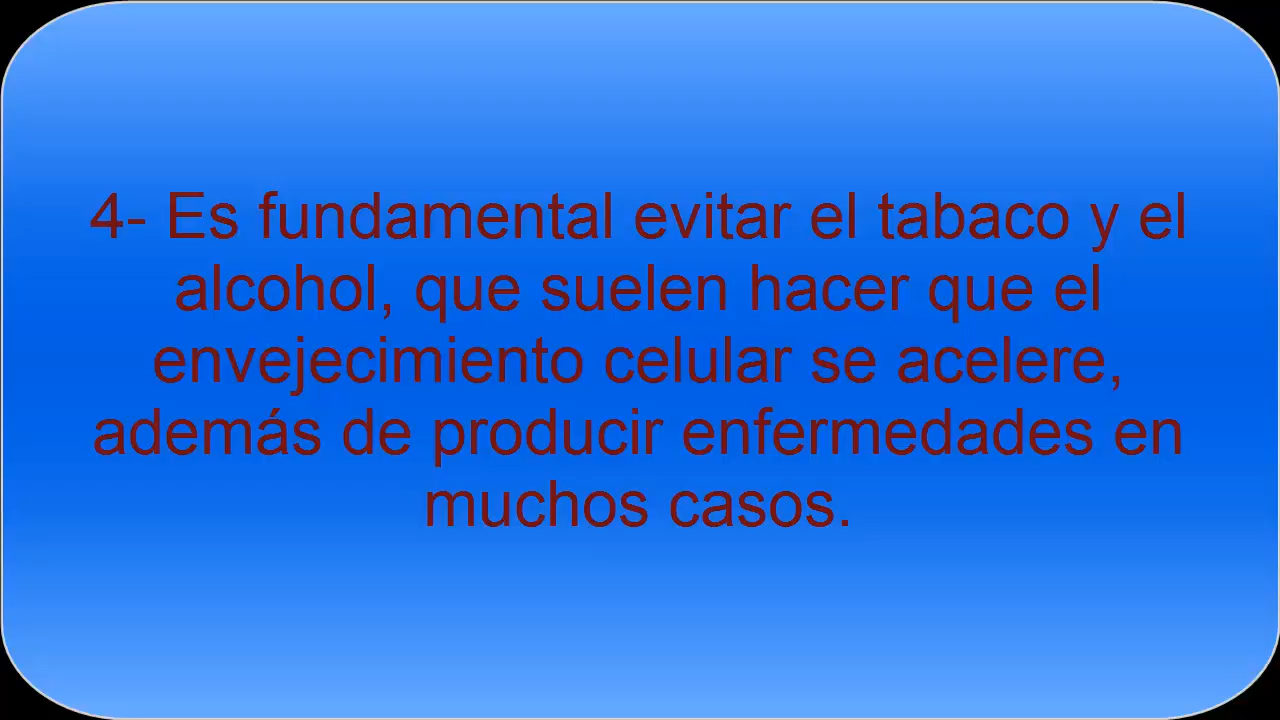 4- Es fundamental evitar el tabaco y el
alcohol, que suelen hacer que el
envejecimiento celular se acelere,
además de producir enfermedades en
muchos casos.